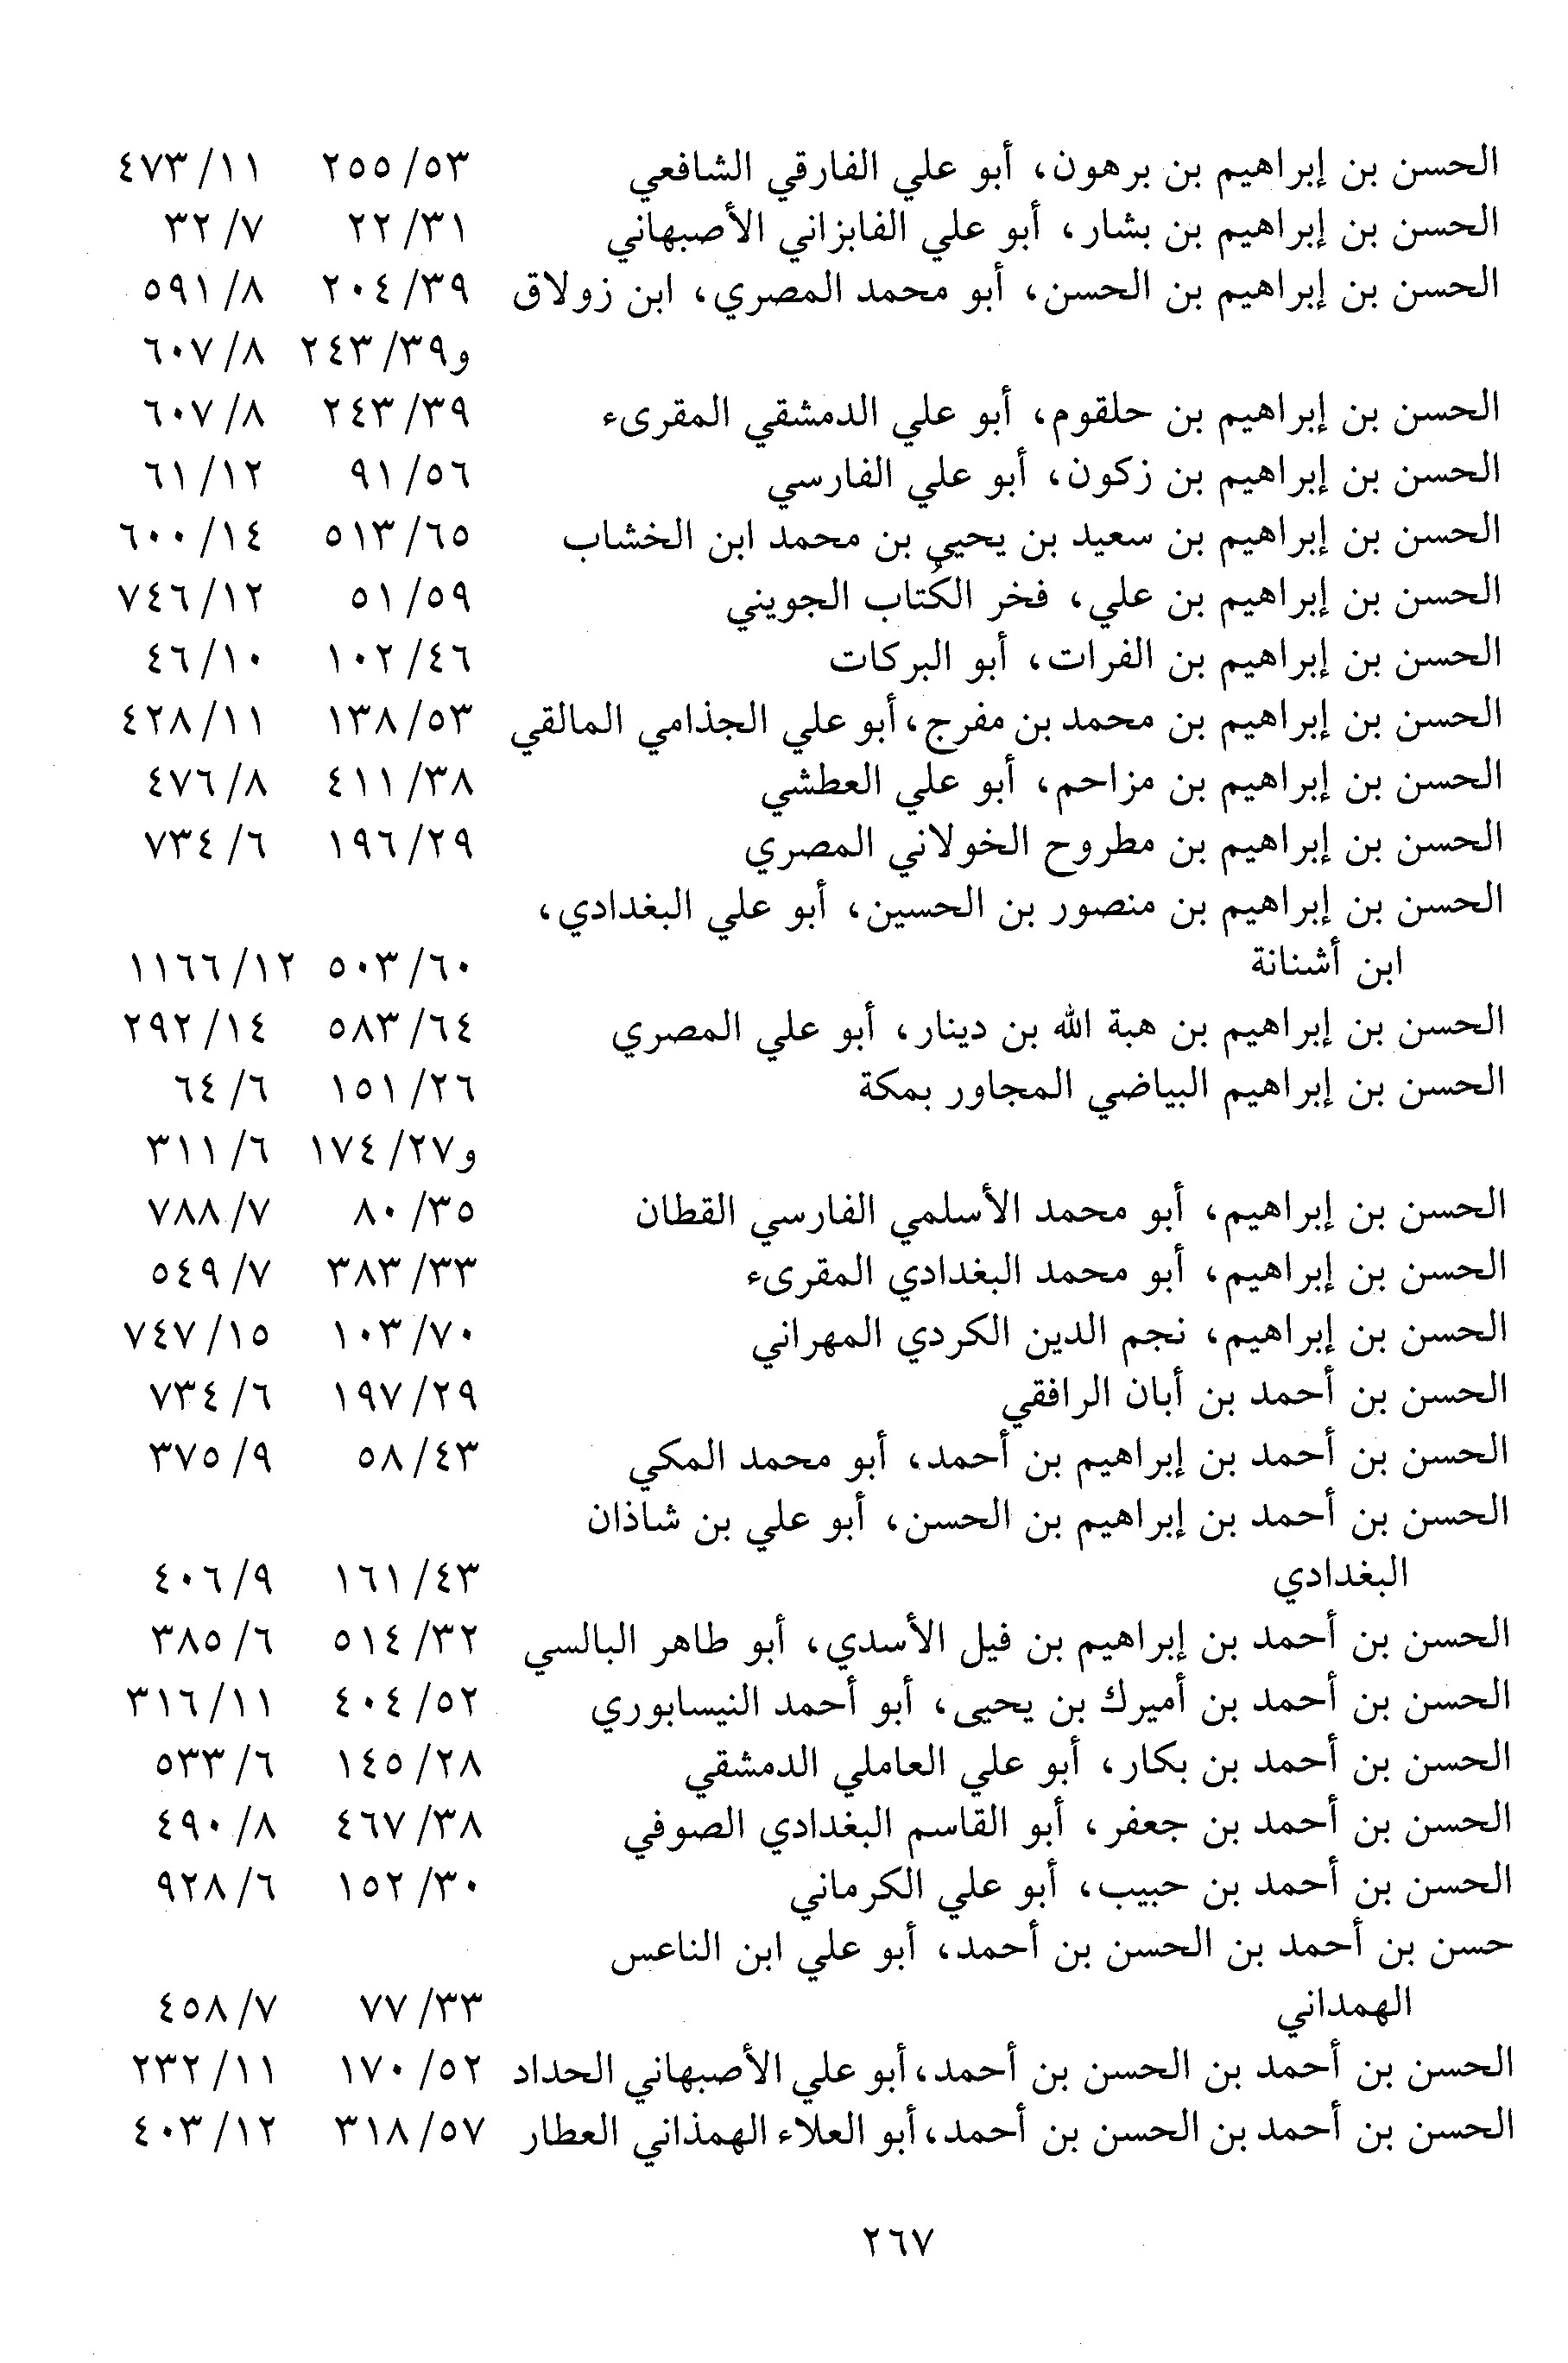 الحسن بن إبراهيم بن برهون، أبو علي الفارقي الشافعي ٥٣/ ٢٥٥ ١١/ ٤٧٣
الحسن بن إبراهيم بن بشار، أبو علي الفابزاني الأصبهاني ٣١/ ٢٢ ٧/ ٣٢
الحسن بن إبراهيم بن الحسن، أبو محمد المصري، ابن زولاق ٣٩/ ٢٠٤ ٨/ ٥٩١
و٣٩/ ٢٤٣ ٨/ ٦٠٧
الحسن بن إبراهيم بن حلقوم، أبو علي الدمشقي المقرىء ٣٩/ ٢٤٣ ٨/ ٦٠٧
الحسن بن إبراهيم بن زكون، أبو علي الفارسي ٥٦/ ٩١ ١٢/ ٦١
الحسن بن إبراهيم بن سعيد بن يحيى بن محمد ابن الخشاب ٦٥/ ٥١٣ ١٤/ ٦٠٠
الحسن بن إبراهيم بن علي، فخر الكُتاب الجويني ٥٩/ ٥١ ١٢/ ٧٤٦
الحسن بن إبراهيم بن الفرات، أبو البركات ٤٦/ ١٠٢ ١٠/ ٤٦
الحسن بن إبراهيم بن محمد بن مفرج، أبو علي الجذامي المالقي ٥٣/ ١٣٨ ١١/ ٤٢٨
الحسن بن إبراهيم بن مزاحم، أبو علي العطشي ٣٨/ ٤١١ ٨/ ٤٧٦
الحسن بن إبراهيم بن مطروح الخولاني المصري ٢٩/ ١٩٦ ٦/ ٧٣٤
الحسن بن إبراهيم بن منصور بن الحسين، أبو علي البغدادي،
ابن أشنانة ٦٠/ ٥٠٣ ١٢/ ١١٦٦
الحسن بن إبراهيم بن هبة الله بن دينار، أبو علي المصري ٦٤/ ٥٨٣ ١٤/ ٢٩٢
الحسن بن إبراهيم البياضي المجاور بمكة ٢٦/ ١٥١ ٦/ ٦٤
و٢٧/ ١٧٤ ٦/ ٣١١
الحسن بن إبراهيم، أبو محمد الأسلمي الفارسي القطان ٣٥/ ٨٠ ٧/ ٧٨٨
الحسن بن إبراهيم، أبو محمد البغدادي المقرىء ٣٣/ ٣٨٣ ٧/ ٥٤٩
الحسن بن إبراهيم، نجم الدين الكردي المهراني ٧٠/ ١٠٣ ١٥/ ٧٤٧
الحسن بن أحمد بن أبان الرافقي ٢٩/ ١٩٧ ٦/ ٧٣٤
الحسن بن أحمد بن إبراهيم بن أحمد، أبو محمد المكي ٤٣/ ٥٨ ٩/ ٣٧٥
الحسن بن أحمد بن إبراهيم بن الحسن، أبو علي بن شاذان
البغدادي ٤٣/ ١٦١ ٩/ ٤٠٦
الحسن بن أحمد بن إبراهيم بن فيل الأسدي، أبو طاهر البالسي ٣٢/ ٥١٤ ٦/ ٣٨٥
الحسن بن أحمد بن أميرك بن يحيى، أبو أحمد النيسابوري ٥٢/ ٤٠٤ ١١/ ٣١٦
الحسن بن أحمد بن بكار، أبو علي العاملي الدمشقي ٢٨/ ١٤٥ ٦/ ٥٣٣
الحسن بن أحمد بن جعفر، أبو القاسم البغدادي الصوفي ٣٨/ ٤٦٧ ٨/ ٤٩٠
الحسن بن أحمد بن حبيب، أبو علي الكرماني ٣٠/ ١٥٢ ٦/ ٩٢٨
حسن بن أحمد بن الحسن بن أحمد، أبو علي ابن الناعس
الهمداني ٣٣/ ٧٧ ٧/ ٤٥٨
الحسن بن أحمد بن الحسن بن أحمد، أبو علي الأصبهاني الحداد ٥٢/ ١٧٠ ١١/ ٢٣٢
الحسن بن أحمد بن الحسن بن أحمد، أبو العلاء الهمذاني العطار ٥٧/ ٣١٨ ١٢/ ٤٠٣
٢٦٧